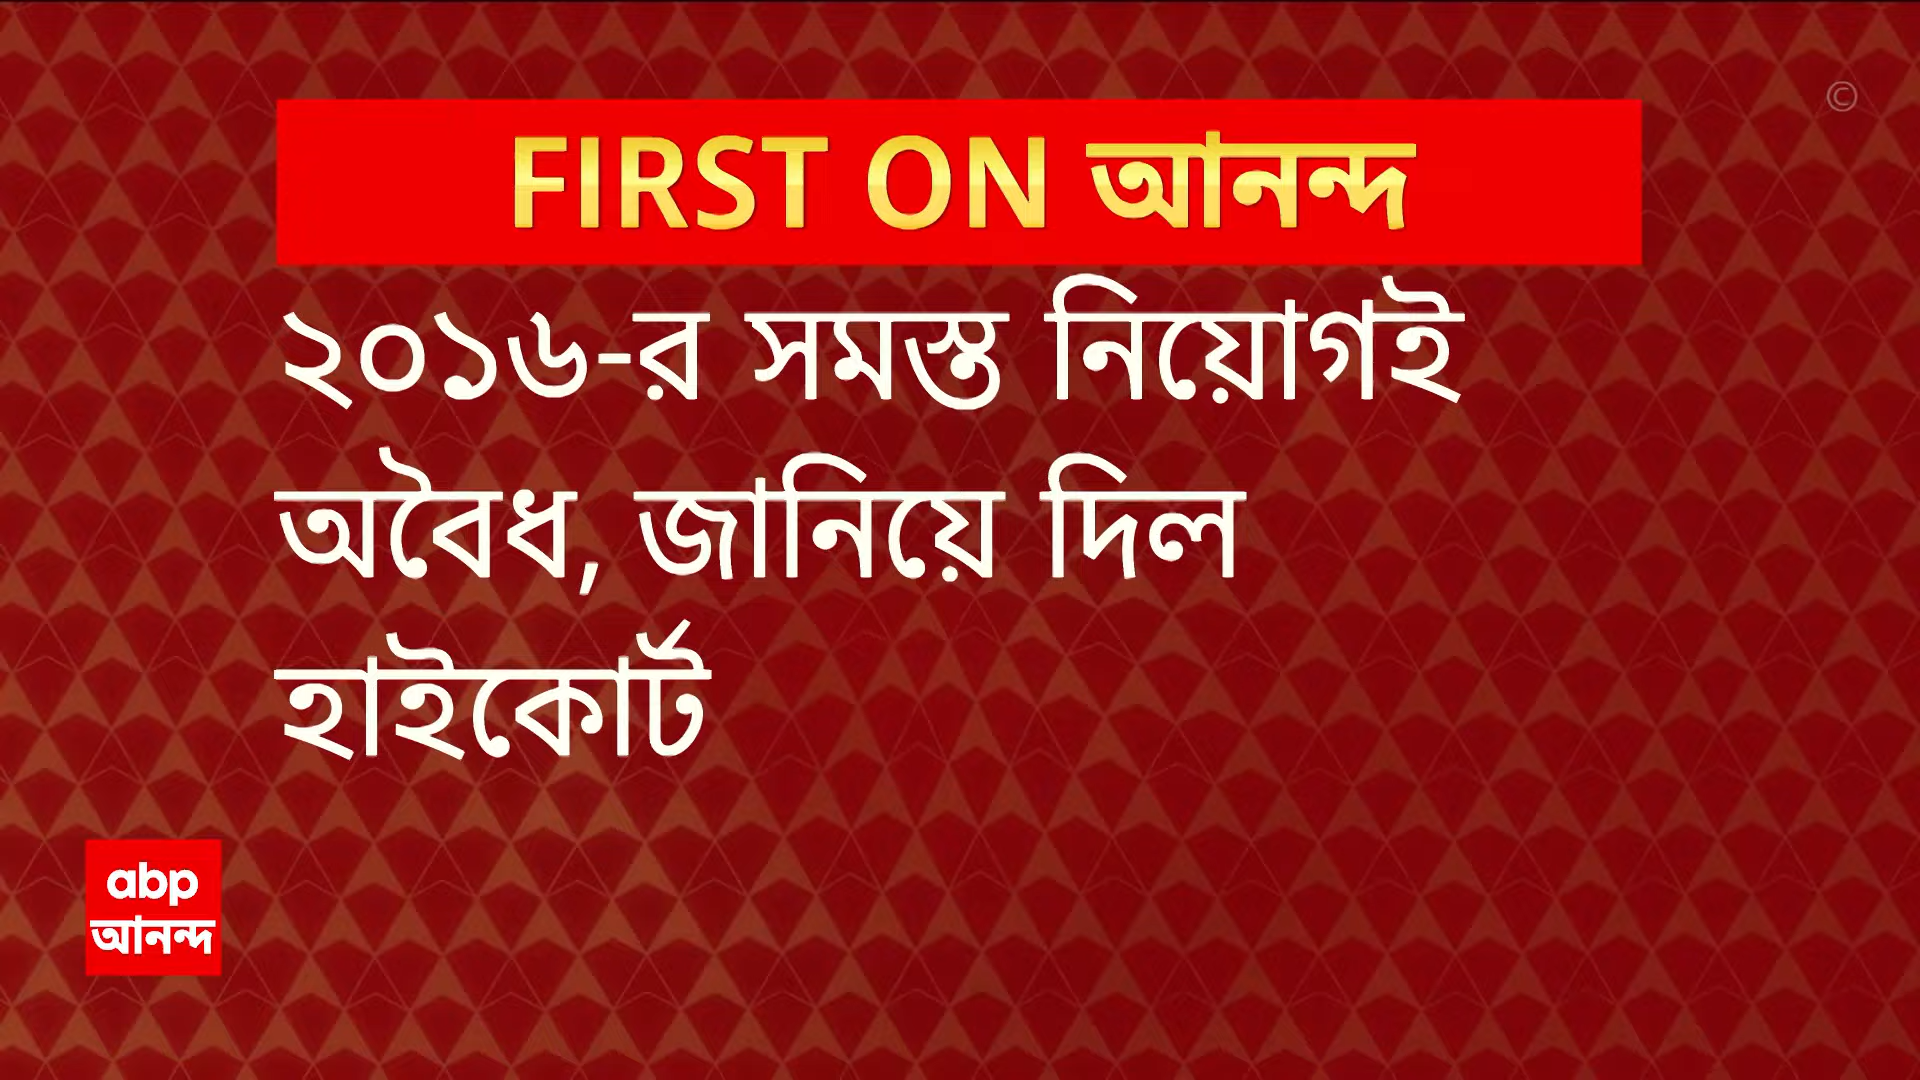 ©
FIRST ON আনন্দ
২০১৬-র সমস্ত নিয়োগই
অবৈধ, জানিয়ে দিল
হাইকোর্ট
abp
আনন্দ